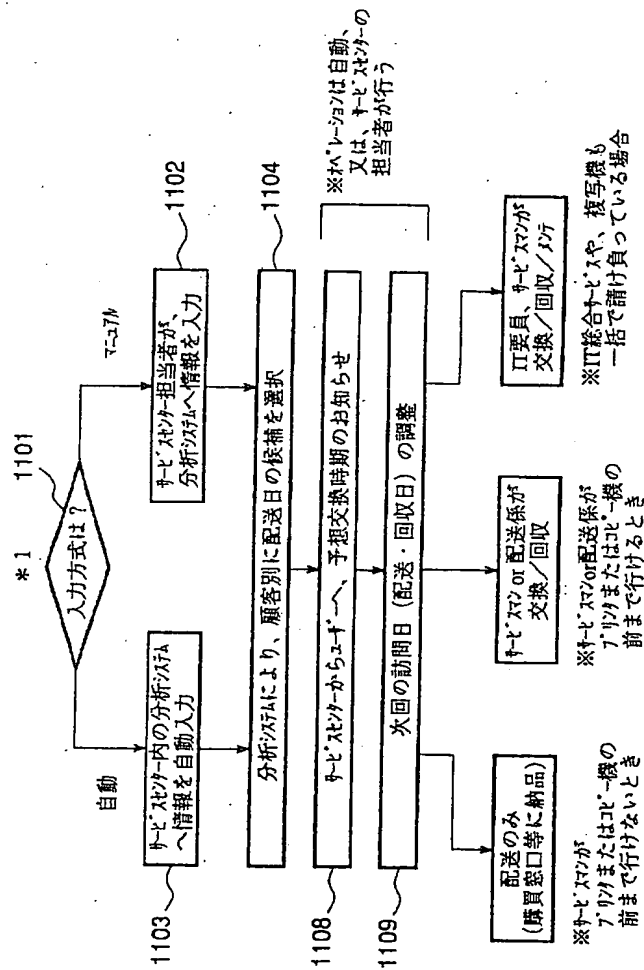 *1
1101
入力方式は?
自動
マニュアル
サービスセンター内の分析システム
へ情報を自動入力
1103
サービスセンター担当者が、
分析システムへ情報を入力
1102
分析システムにより、顧客別に配送日の候補を選択
1104
サービスセンターからユーザーへ、予想交換時期のお知らせ
1108
次回の訪問日(配送・回収日)の調整
1109
※オペレーションは自動、
又は、サービスセンターの
担当者が行う
配送のみ
(購買窓口等に納品)
※サービスマンが
プリンタまたはコピー機の
前まで行けないとき
サービスマンor配送係が
交換/回収
※サービスマンor配送係が
プリンタまたはコピー機の
前まで行けるとき
IT要員、サービスマンが
交換/回収/メンテ
※IT総合サービスや、複写機も
一括で請け負っている場合